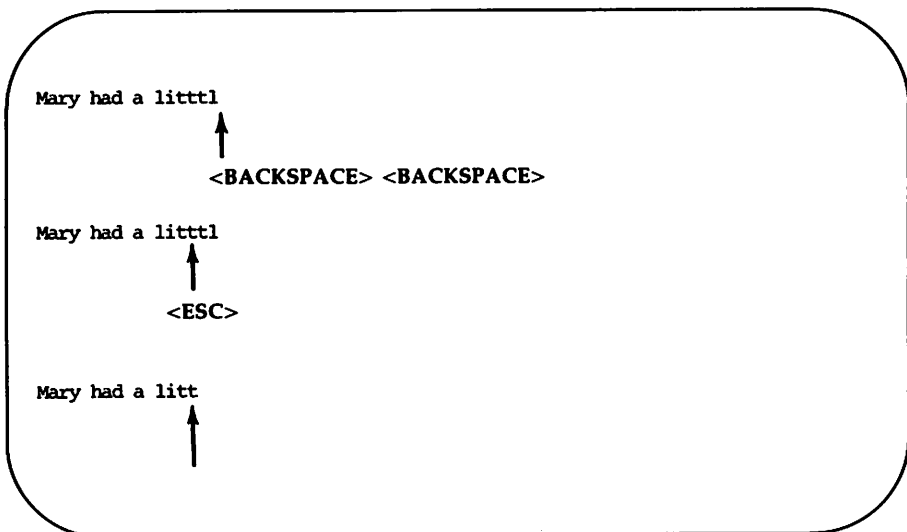 Mary had a litttl
<BACKSPACE> <BACKSPACE>
Mary had a litttl
<ESC>
Mary had a litt